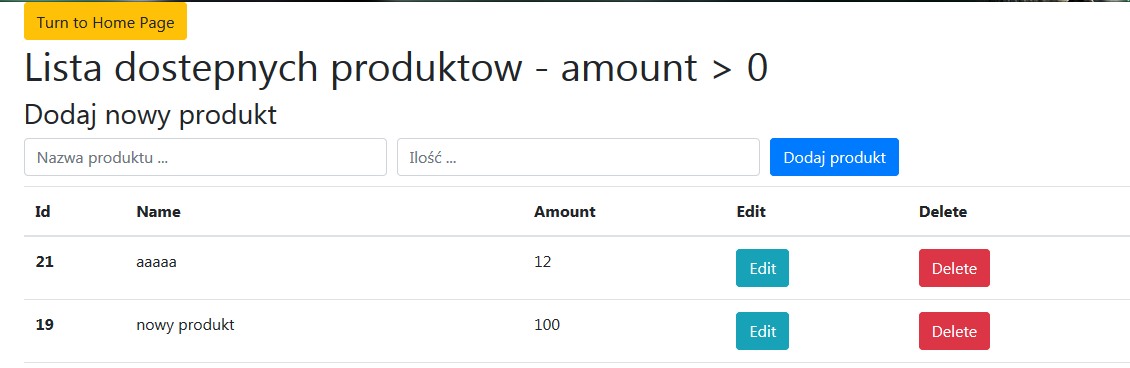 Turn to Home Page
Lista dostepnych produktow - amount > 0
Dodaj nowy produkt
Nazwa produktu ... Ilość ... Dodaj produkt
Id Name Amount Edit Delete
21 aaaaa 12 Edit Delete
19 nowy produkt 100 Edit Delete